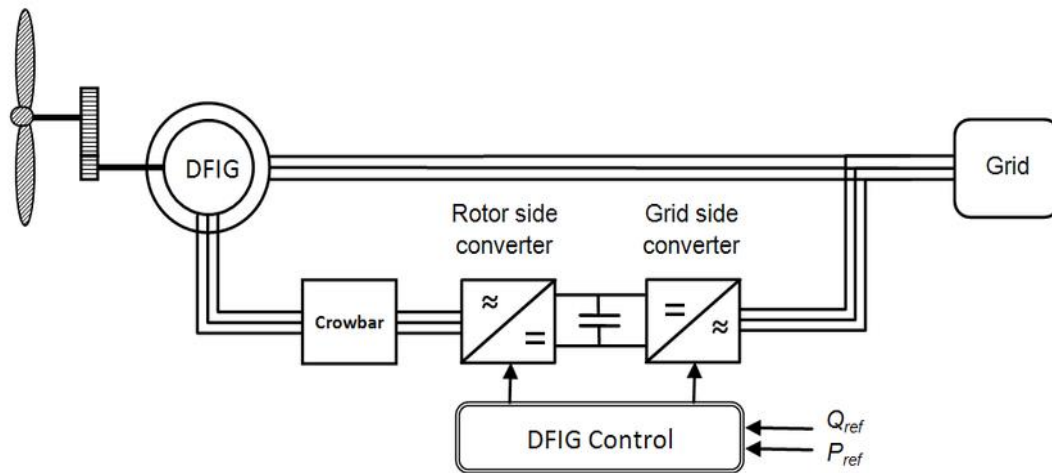 DFIG
Grid
Rotor side
converter
Grid side
converter
≈
=
=
≈
Crowbar
DFIG Control
Qref
Pref